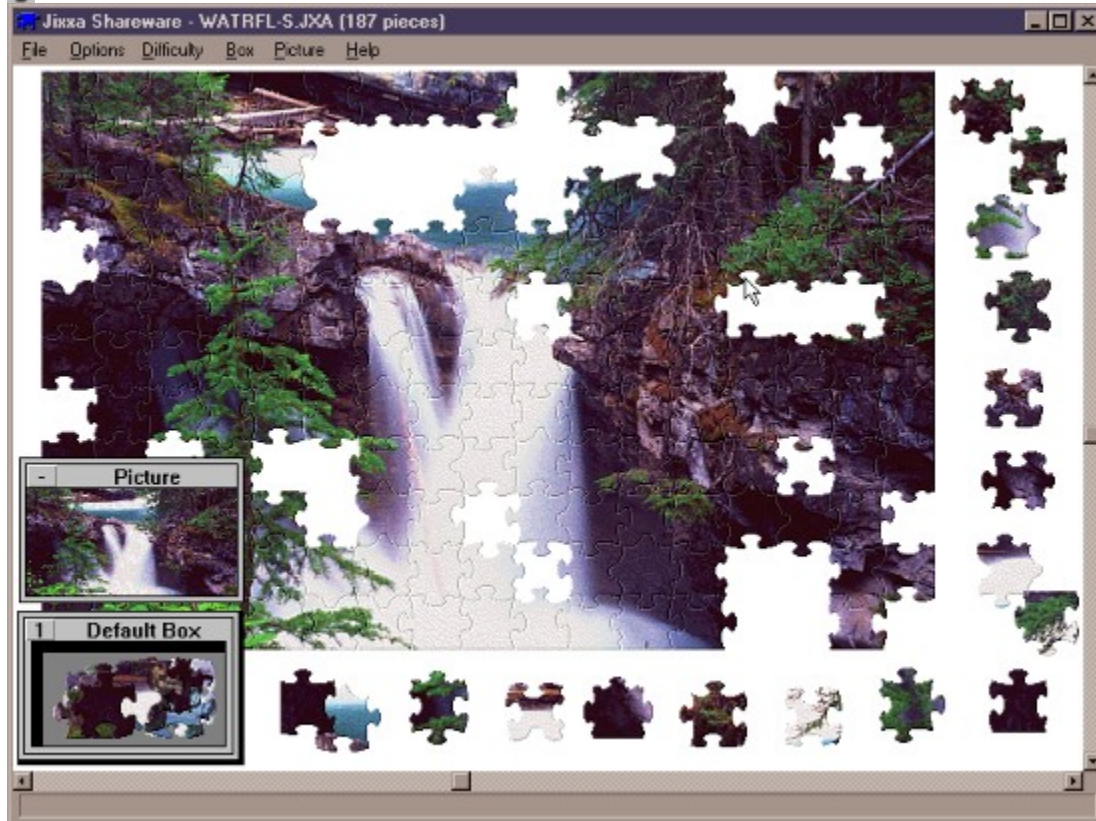 Jixxa Shareware - WATRFL-S.JXA (187 pieces)
File Options Difficulty Box Picture Help
- Picture
1 Default Box